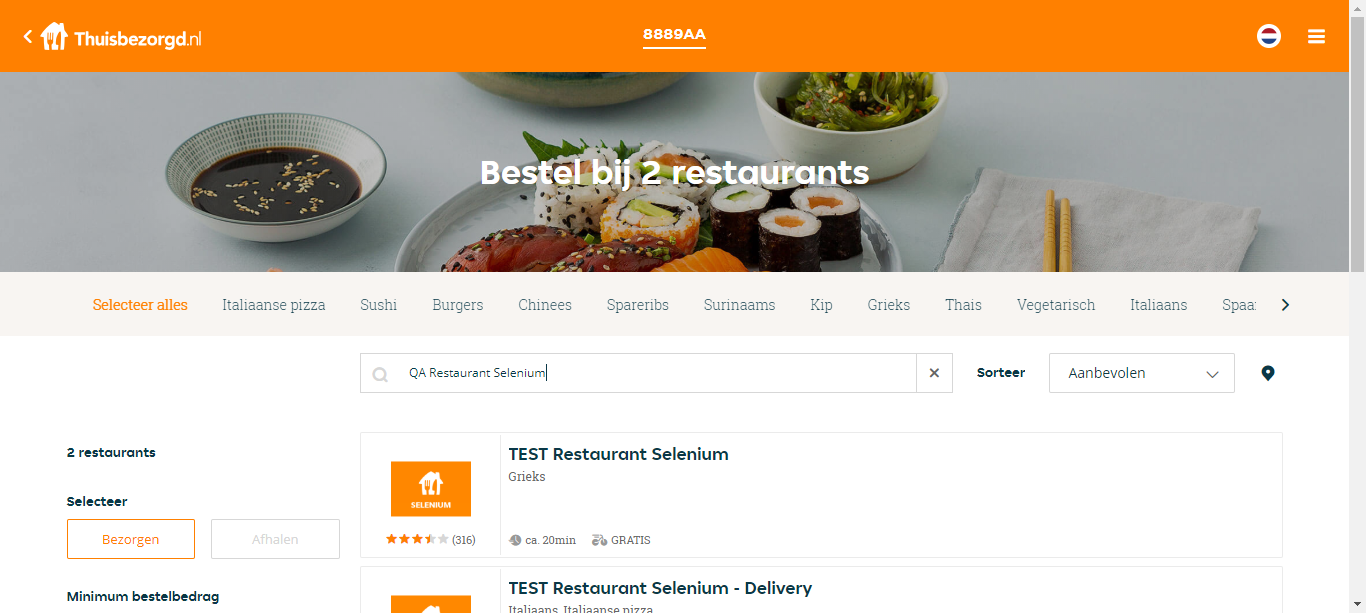 Thuisbezorgd.nl
8889AA
Bestel bij 2 restaurants
Selecteer alles Italiaanse pizza Sushi Burgers Chinees Spareribs Surinaams Kip Grieks Thais Vegetarisch Italiaans Spaa
QA Restaurant Selenium
Sorteer
Aanbevolen
2 restaurants
Selecteer
Bezorgen Afhalen
Minimum bestelbedrag
SELENIUM
(316)
TEST Restaurant Selenium
Grieks
ca. 20min GRATIS
TEST Restaurant Selenium - Delivery
Italiaans, Italiaanse pizza